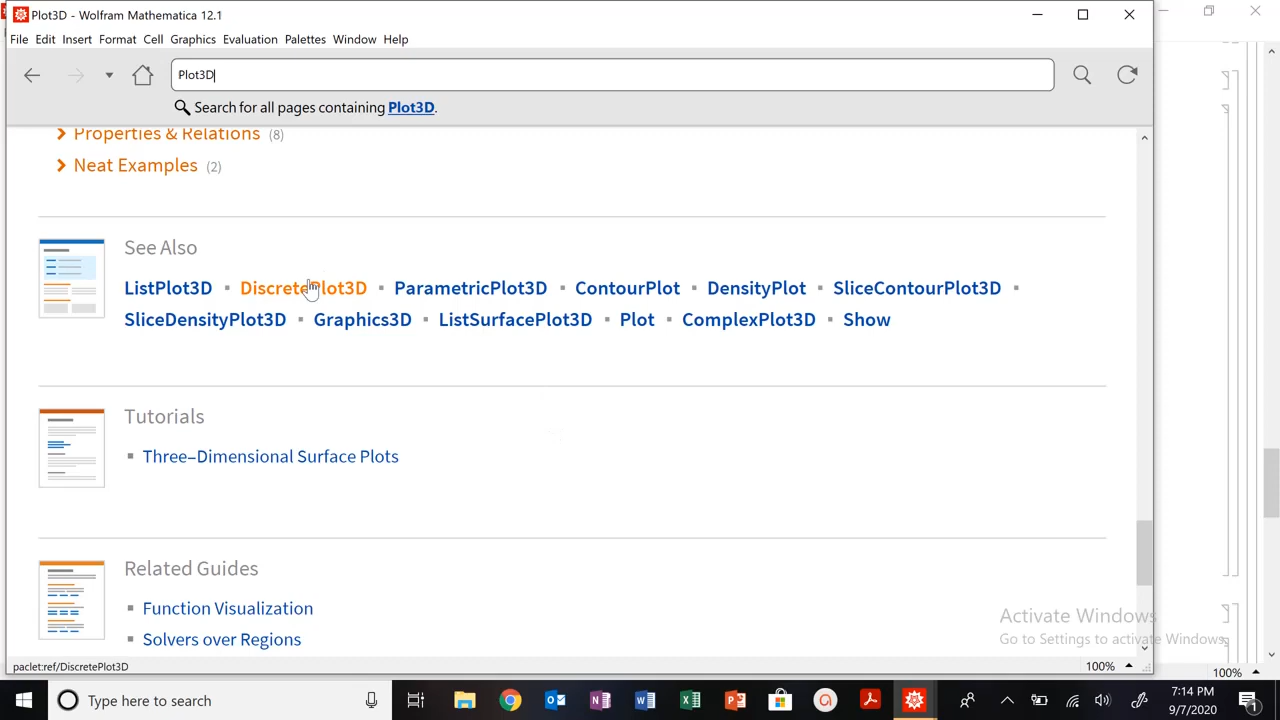 Plot3D - Wolfram Mathematica 12.1
File Edit Insert Format Cell Graphics Evaluation Palettes Window Help
Plot3D
Search for all pages containing Plot3D.
Properties & Relations (8)
Neat Examples (2)
See Also
ListPlot3D ▪ DiscretePlot3D ▪ ParametricPlot3D ▪ ContourPlot ▪ DensityPlot ▪ SliceContourPlot3D ▪
SliceDensityPlot3D ▪ Graphics3D ▪ ListSurfacePlot3D ▪ Plot ▪ ComplexPlot3D ▪ Show
Tutorials
▪ Three–Dimensional Surface Plots
Related Guides
▪ Function Visualization
▪ Solvers over Regions
Activate Windows
Go to Settings to activate Windows.
paclet:ref/DiscretePlot3D
100%
100%
Type here to search
7:14 PM
9/7/2020
1